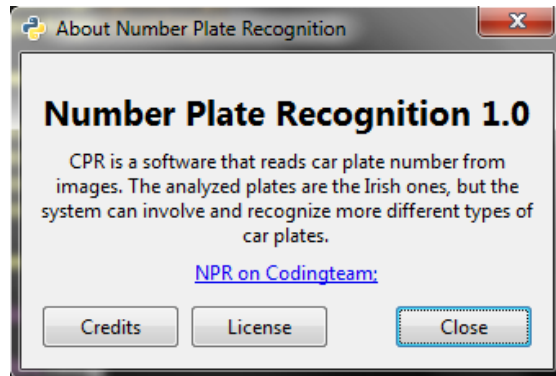 About Number Plate Recognition
Number Plate Recognition 1.0
CPR is a software that reads car plate number from
images. The analyzed plates are the Irish ones, but the
system can involve and recognize more different types of
car plates.
NPR on Codingteam;
Credits License Close